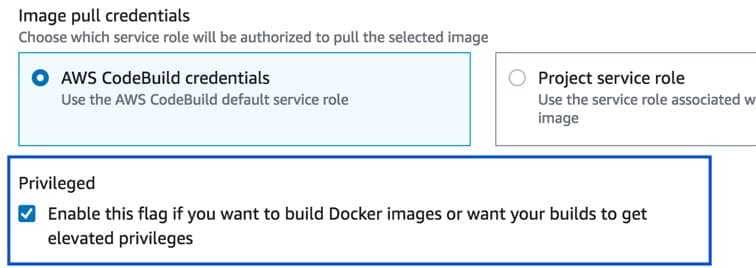 Image pull credentials
Choose which service role will be authorized to pull the selected image
AWS CodeBuild credentials
Use the AWS CodeBuild default service role
Project service role
Use the service role associated w
image
Privileged
Enable this flag if you want to build Docker images or want your builds to get
elevated privileges